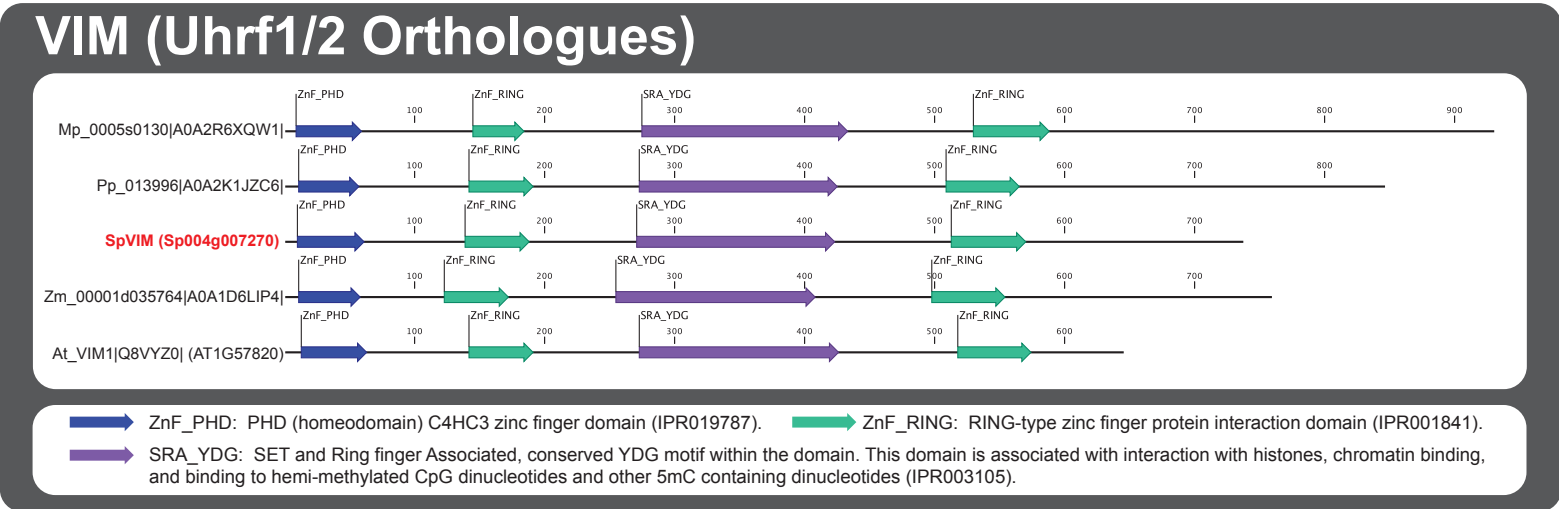 VIM (Uhrf1/2 Orthologues)
ZnF_PHD ZnF_RING SRA_YDG ZnF_RING
100 200 300 400 500 600 700 800 900
Mp_0005s0130|A0A2R6XQW1|
ZnF_PHD ZnF_RING SRA_YDG ZnF_RING
100 200 300 400 500 600 700 800
Pp_013996|A0A2K1JZC6|
ZnF_PHD ZnF_RING SRA_YDG ZnF_RING
100 200 300 400 500 600 700
SpVIM (Sp004g007270)
ZnF_PHD ZnF_RING SRA_YDG ZnF_RING
100 200 300 400 500 600 700
Zm_00001d035764|A0A1D6LIP4|
ZnF_PHD ZnF_RING SRA_YDG ZnF_RING
100 200 300 400 500 600
At_VIM1|Q8VYZ0| (AT1G57820)
ZnF_PHD: PHD (homeodomain) C4HC3 zinc finger domain (IPR019787). ZnF_RING: RING-type zinc finger protein interaction domain (IPR001841).
SRA_YDG: SET and Ring finger Associated, conserved YDG motif within the domain. This domain is associated with interaction with histones, chromatin binding,
and binding to hemi-methylated CpG dinucleotides and other 5mC containing dinucleotides (IPR003105).